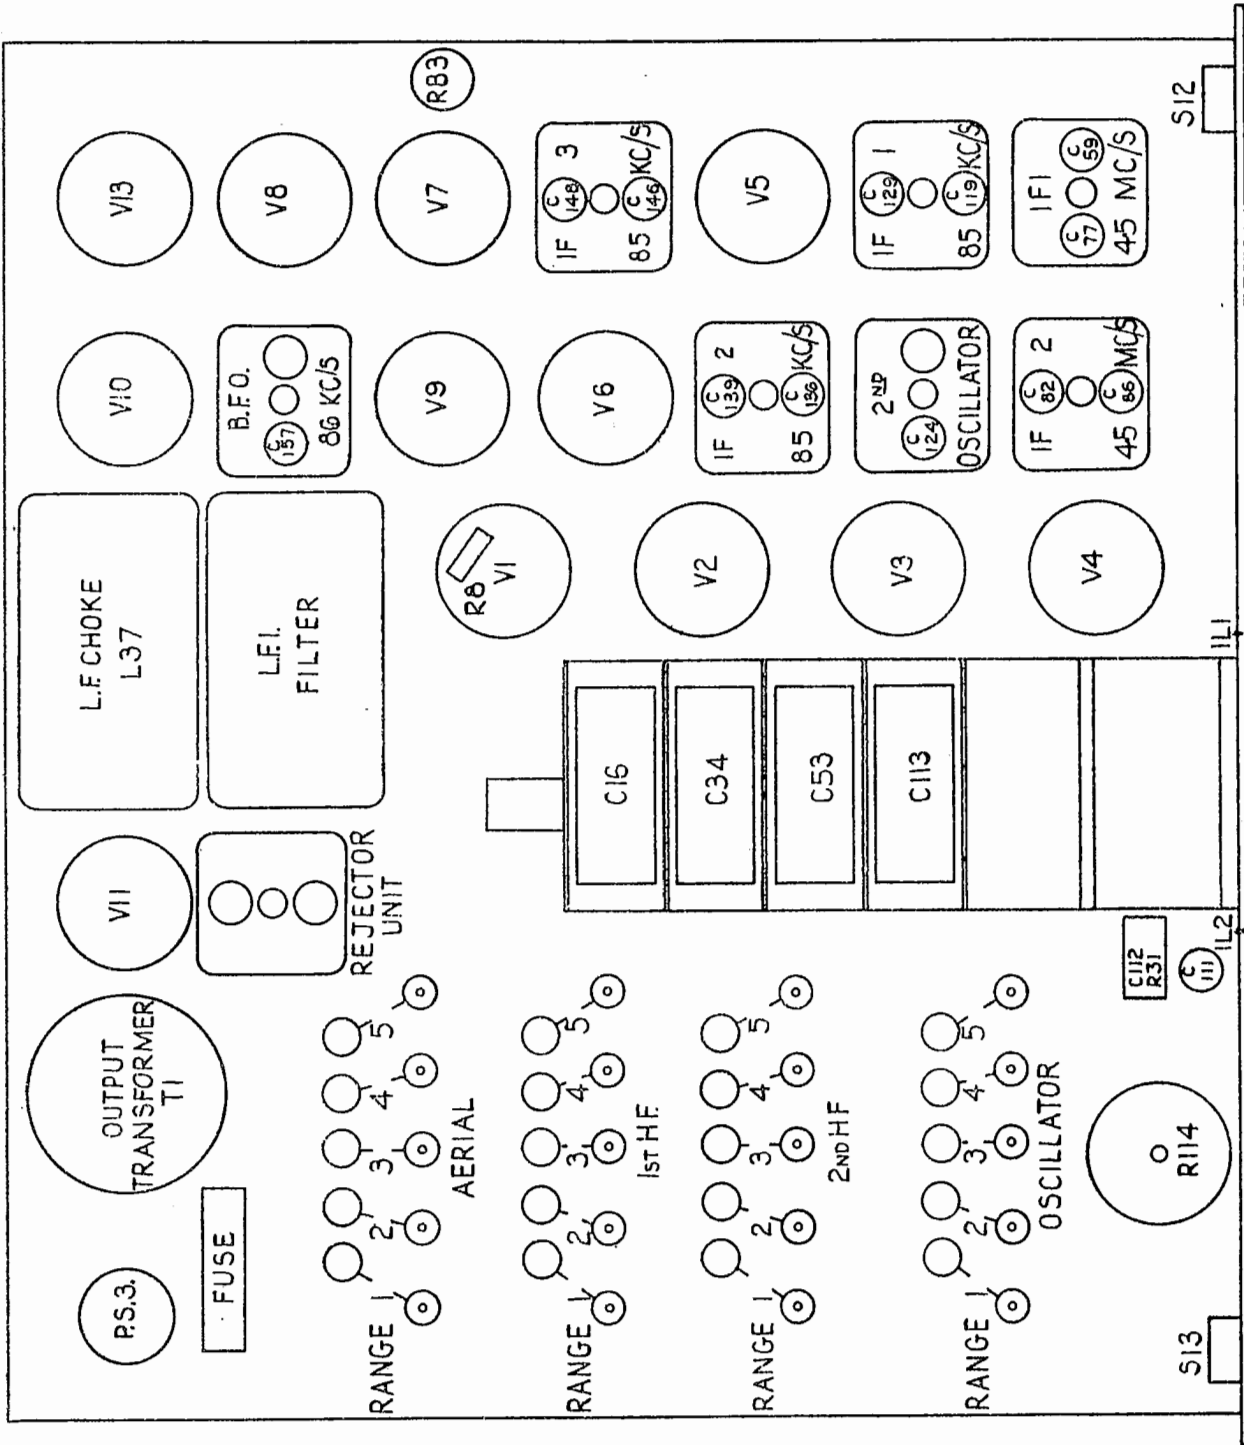 P.S.3.
OUTPUT
TRANSFORMER
T1
V11
L.F. CHOKE
L37
V10
V13
FUSE
REJECTOR
UNIT
L.F.I.
FILTER
B.F.O.
C
157
86 KC/S
V8
R83
V9
V7
RANGE 1 2 3 4 5
AERIAL
R8
V1
V6
IF 3
C
148
C
146
85 KC/S
RANGE 1 2 3 4 5
1ST HF.
C16
V2
IF 2
C
139
C
136
85 KC/S
V5
C34
RANGE 1 2 3 4 5
2ND HF
C53
V3
2ND
C
124
OSCILLATOR
IF 1
C
129
C
119
85 KC/S
C113
RANGE 1 2 3 4 5
OSCILLATOR
V4
IF 2
C
82
C
86
45 MC/S
IF1
C
77
C
59
45 MC/S
R114
C112
R31
C
111
S13
IL2
IL1
S12